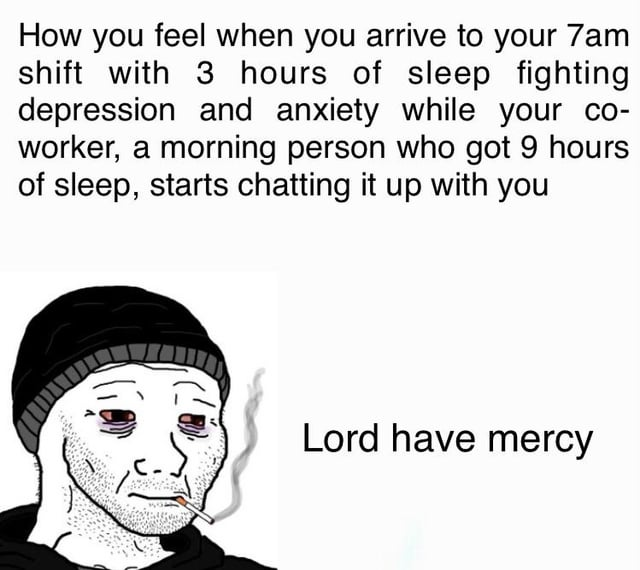 How you feel when you arrive to your 7am
shift with 3 hours of sleep fighting
depression and anxiety while your co-
worker, a morning person who got 9 hours
of sleep, starts chatting it up with you
Lord have mercy